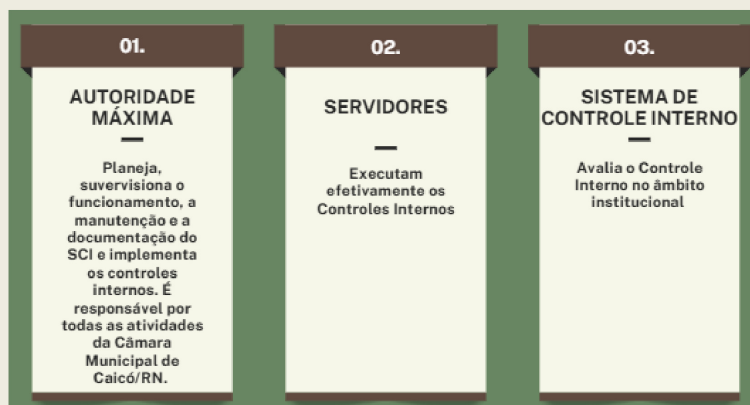 01.
AUTORIDADE
MÁXIMA
Planeja,
suvervisiona o
funcionamento, a
manutenção e a
documentação do
SCI e implementa
os controles
internos. É
responsável por
todas as atividades
da Câmara
Municipal de
Caicó/RN.
02.
SERVIDORES
Executam
efetivamente os
Controles Internos
03.
SISTEMA DE
CONTROLE INTERNO
Avalia o Controle
Interno no âmbito
institucional